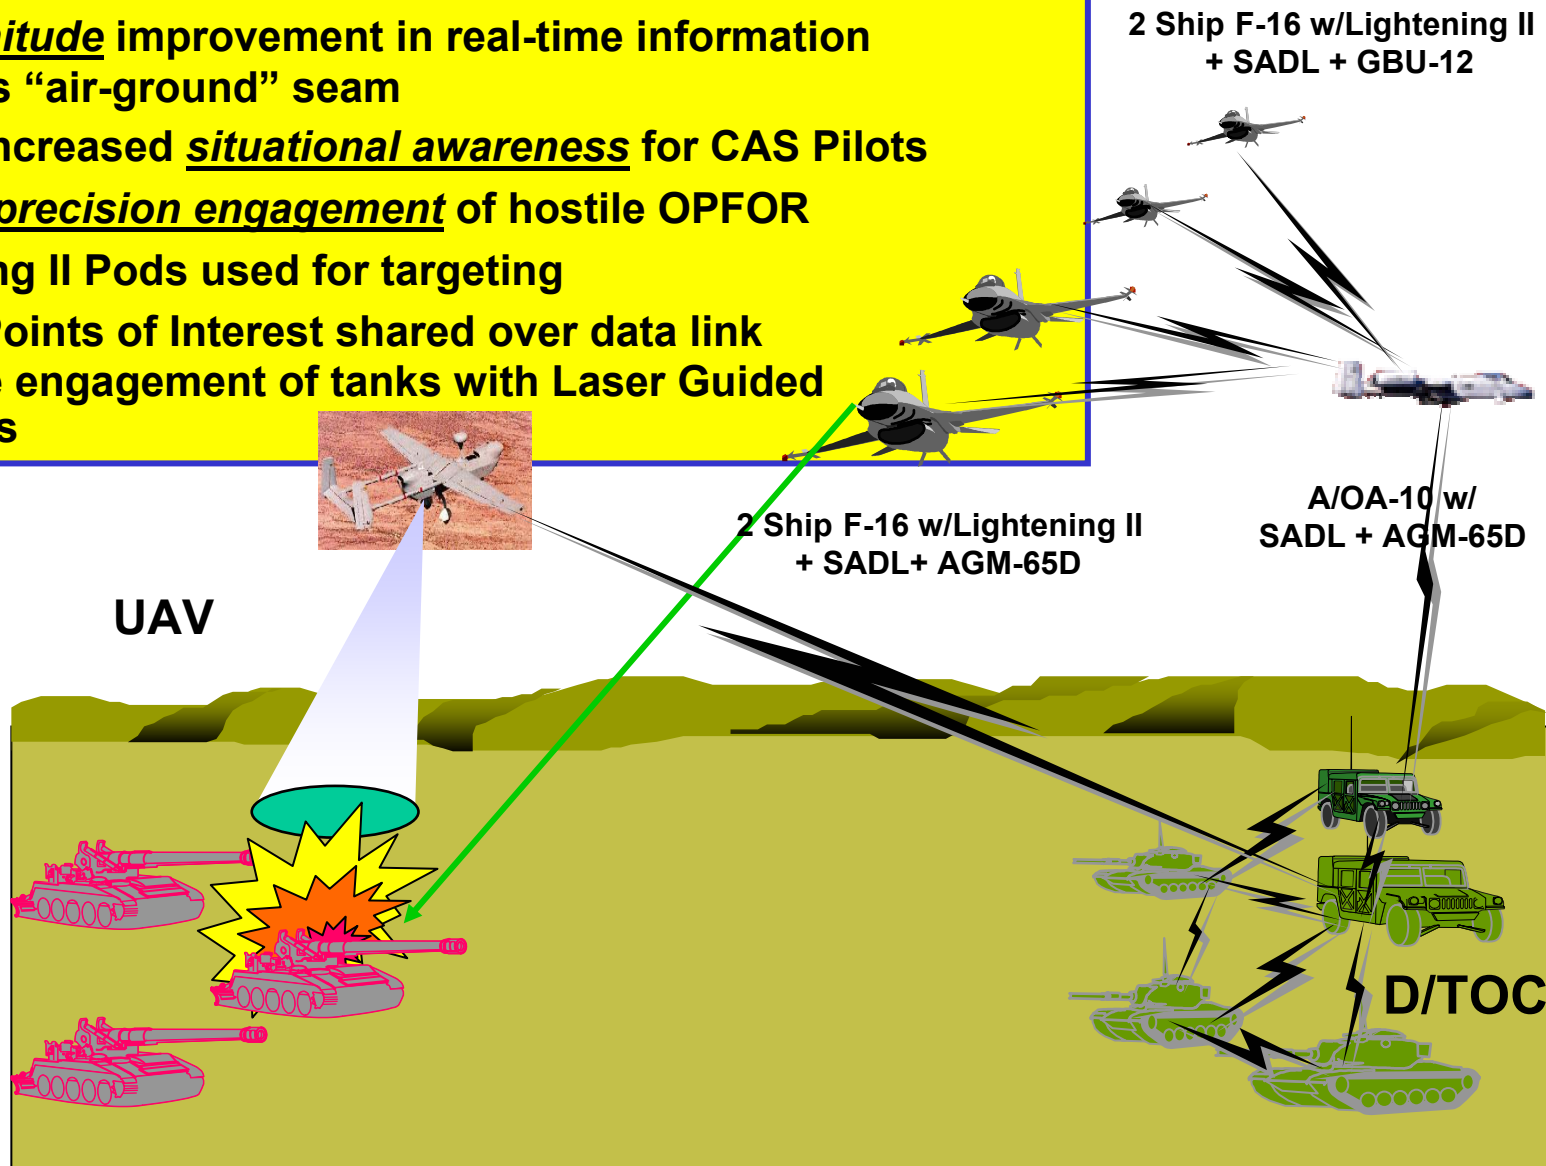 itude improvement in real-time information
s “air-ground” seam
ncreased situational awareness for CAS Pilots
precision engagement of hostile OPFOR
ng II Pods used for targeting
Points of Interest shared over data link
e engagement of tanks with Laser Guided
s
2 Ship F-16 w/Lightening II
+ SADL + GBU-12
2 Ship F-16 w/Lightening II
+ SADL+ AGM-65D
A/OA-10 w/
SADL + AGM-65D
UAV
D/TOC